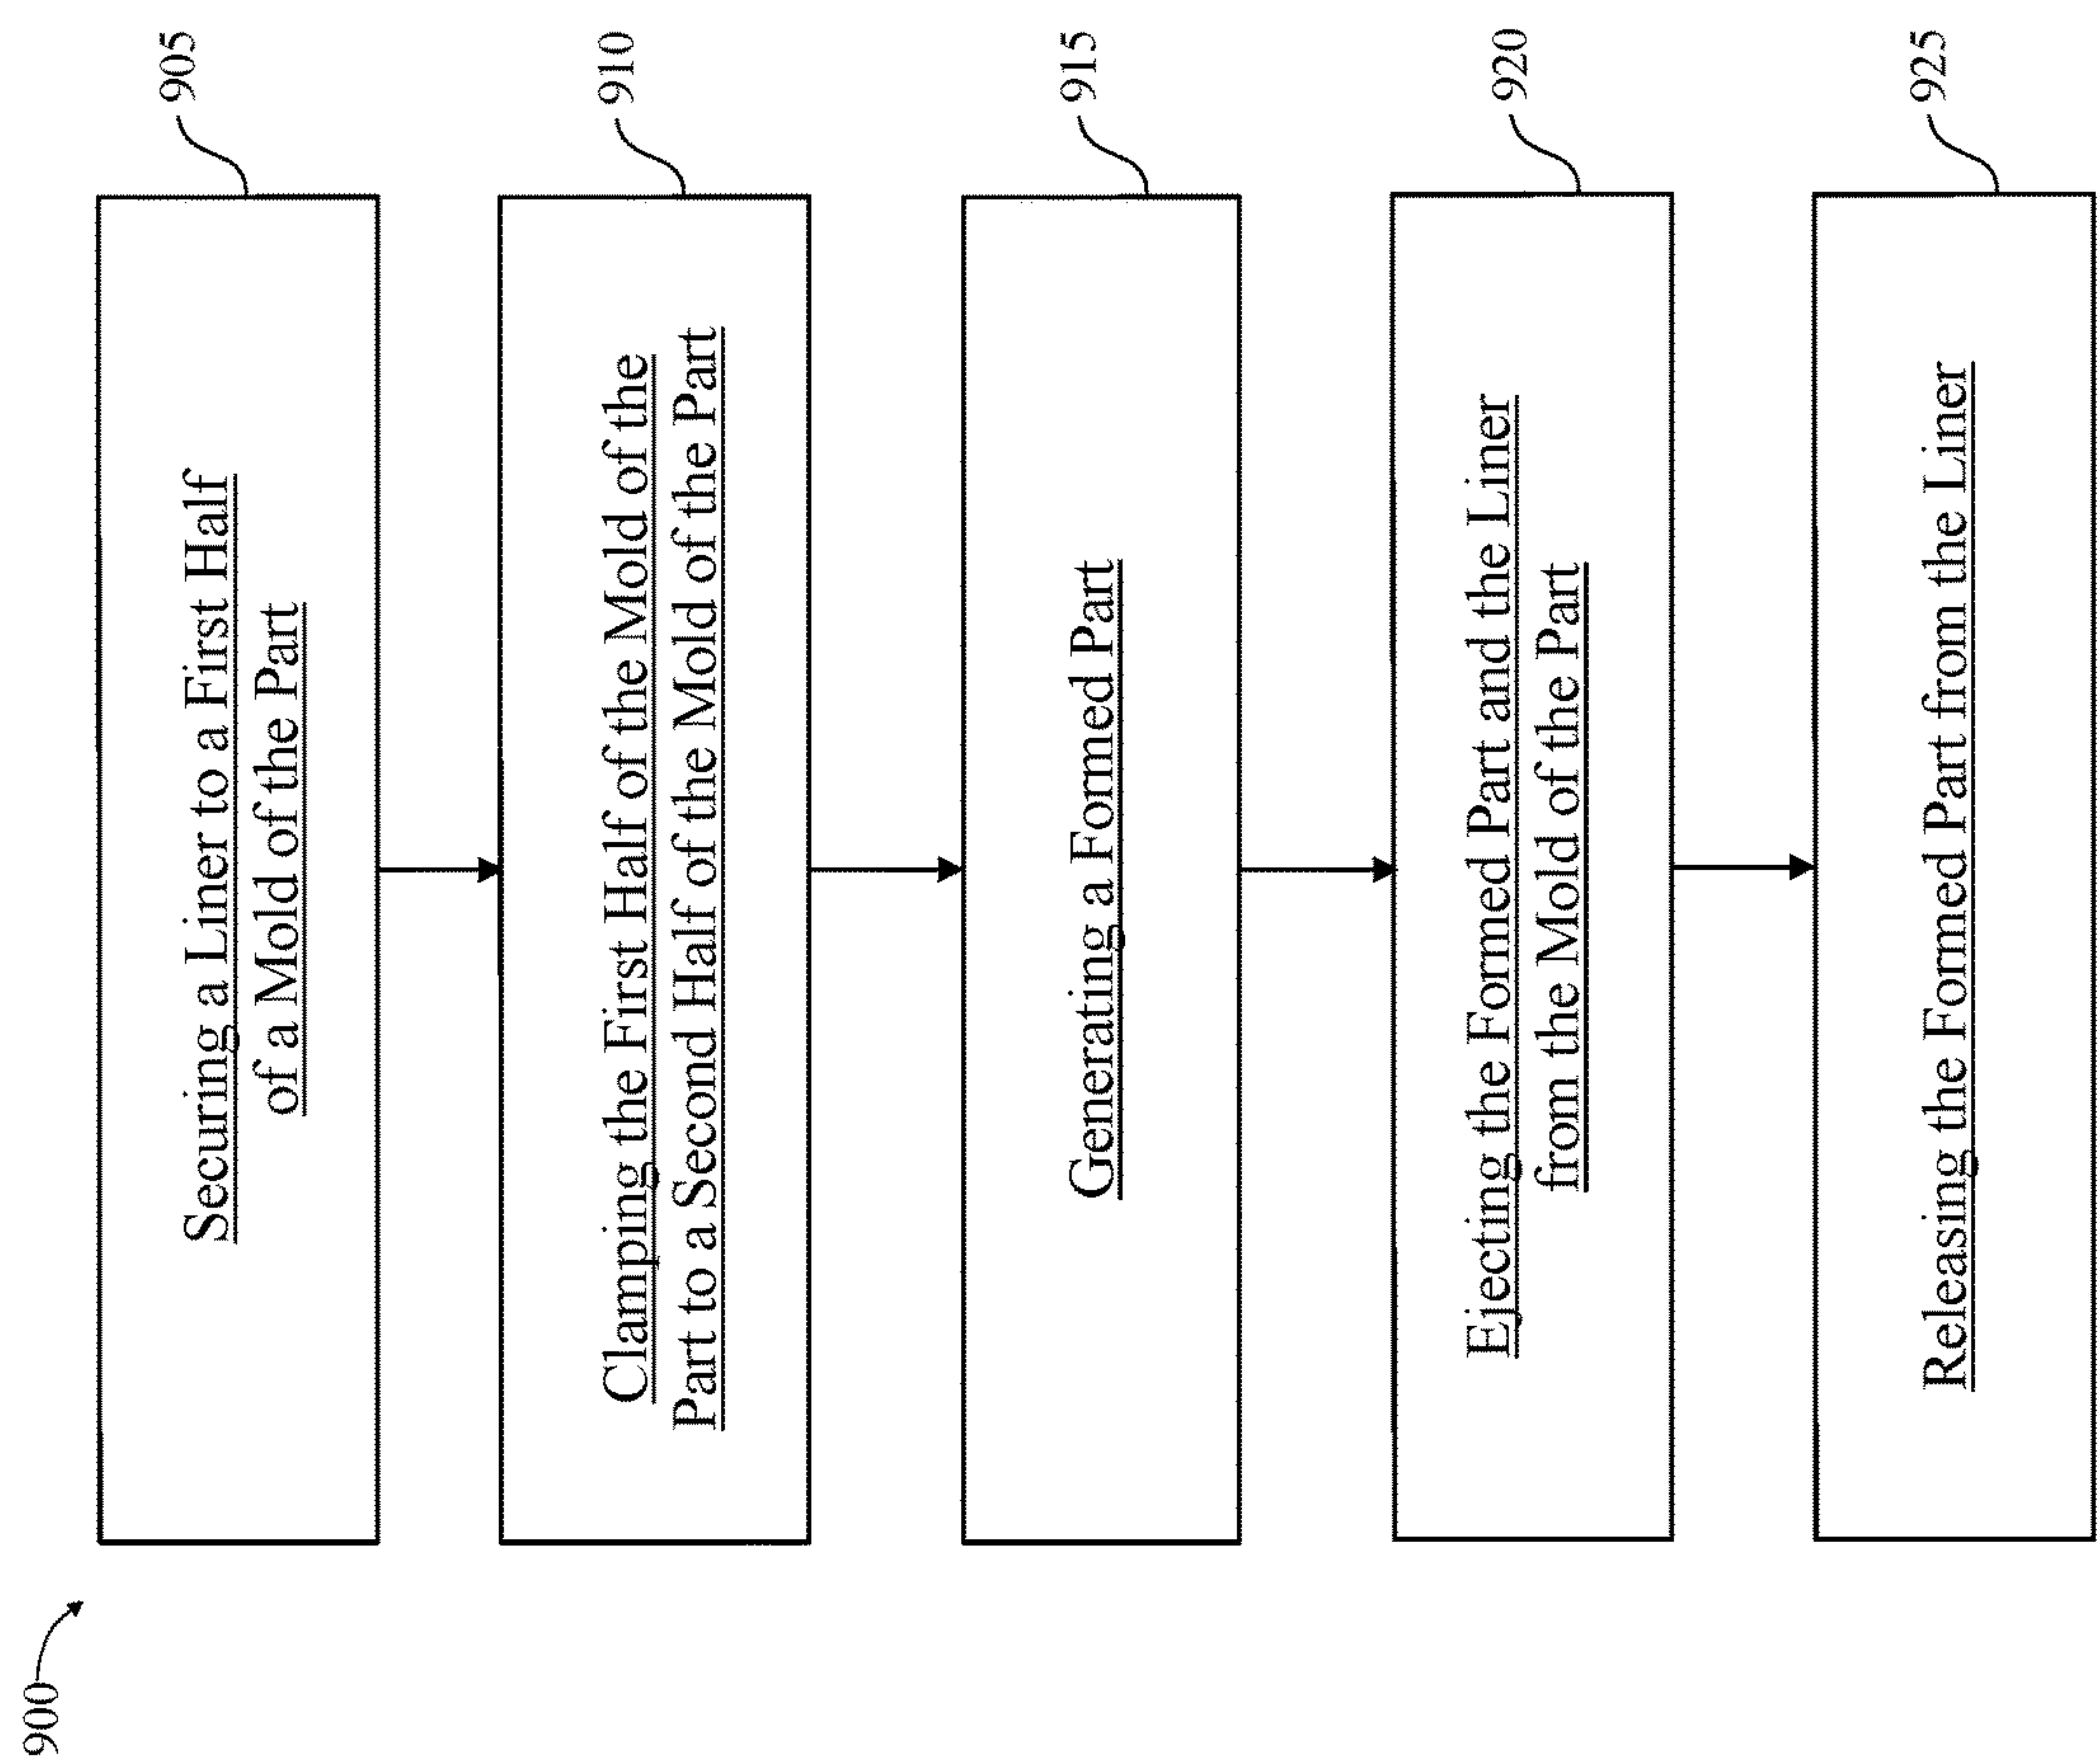 900
905
Securing a Liner to a First Half
of a Mold of the Part
910
Clamping the First Half of the Mold of the
Part to a Second Half of the Mold of the Part
915
Generating a Formed Part
920
Ejecting the Formed Part and the Liner
from the Mold of the Part
925
Releasing the Formed Part from the Liner